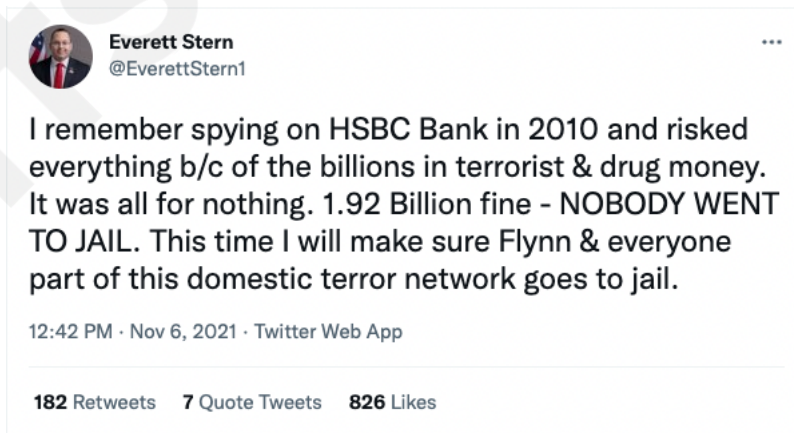 Everett Stern
@EverettStern1
I remember spying on HSBC Bank in 2010 and risked
everything b/c of the billions in terrorist & drug money.
It was all for nothing. 1.92 Billion fine - NOBODY WENT
TO JAIL. This time I will make sure Flynn & everyone
part of this domestic terror network goes to jail.
12:42 PM · Nov 6, 2021 · Twitter Web App
182 Retweets 7 Quote Tweets 826 Likes